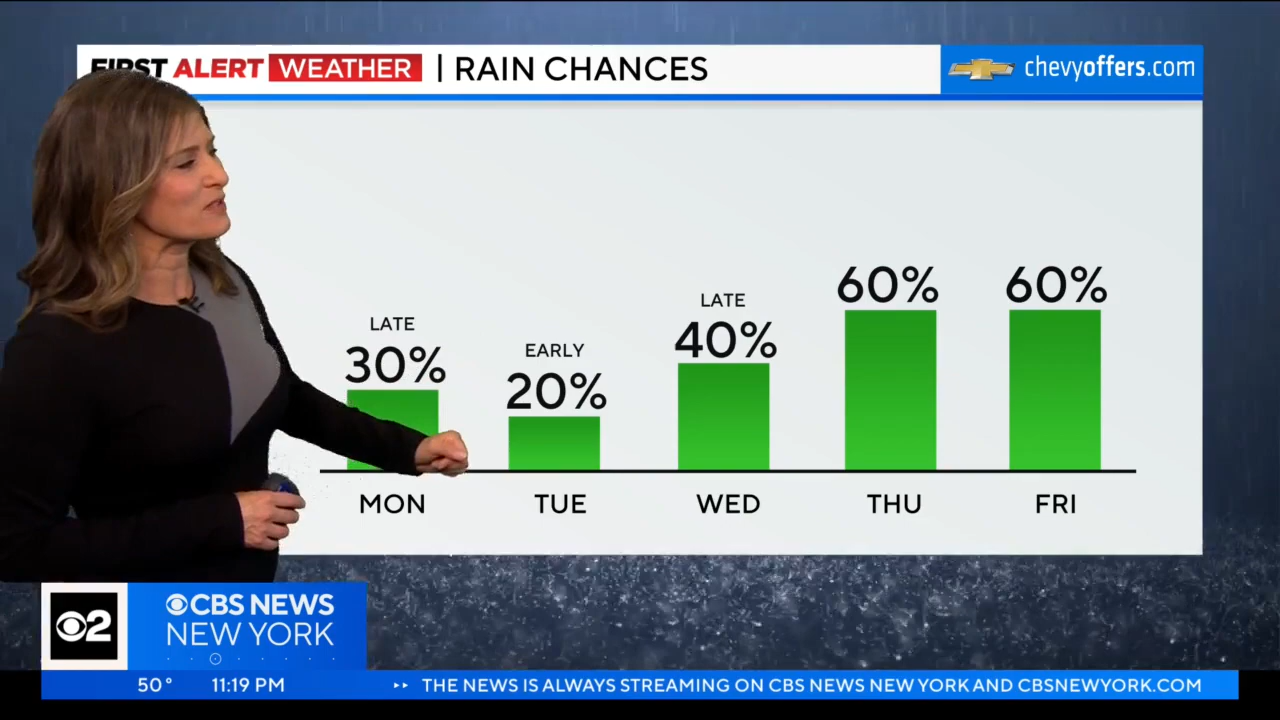 FIRST ALERT WEATHER | RAIN CHANCES
chevyoffers.com
LATE
30%
EARLY
20%
LATE
40%
60%
60%
MON TUE WED THU FRI
2
CBS NEWS
NEW YORK
50° 11:19 PM THE NEWS IS ALWAYS STREAMING ON CBS NEWS NEW YORK AND CBSNEWYORK.COM